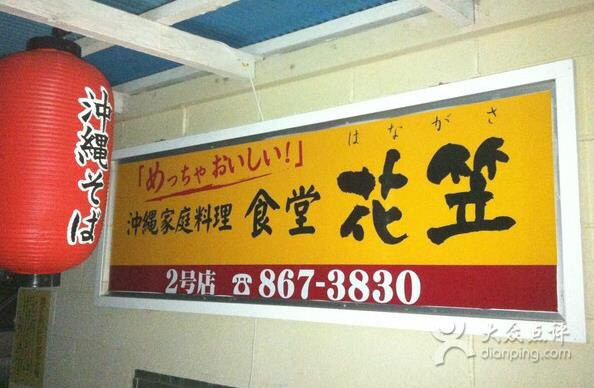 沖縄そば
はながさ
「めっちゃおいしい!」
沖縄家庭料理 食堂 花笠
2号店 ☎867-3830
大众点评
dianping.com